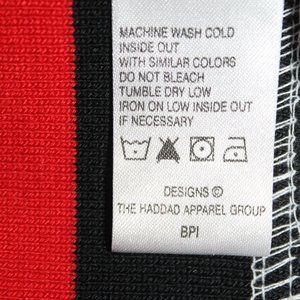 MACHINE WASH COLD
INSIDE OUT
WITH SIMILAR COLORS
DO NOT BLEACH
TUMBLE DRY LOW
IRON ON LOW INSIDE OUT
IF NECESSARY
DESIGNS ©
THE HADDAD APPAREL GROUP
BPI